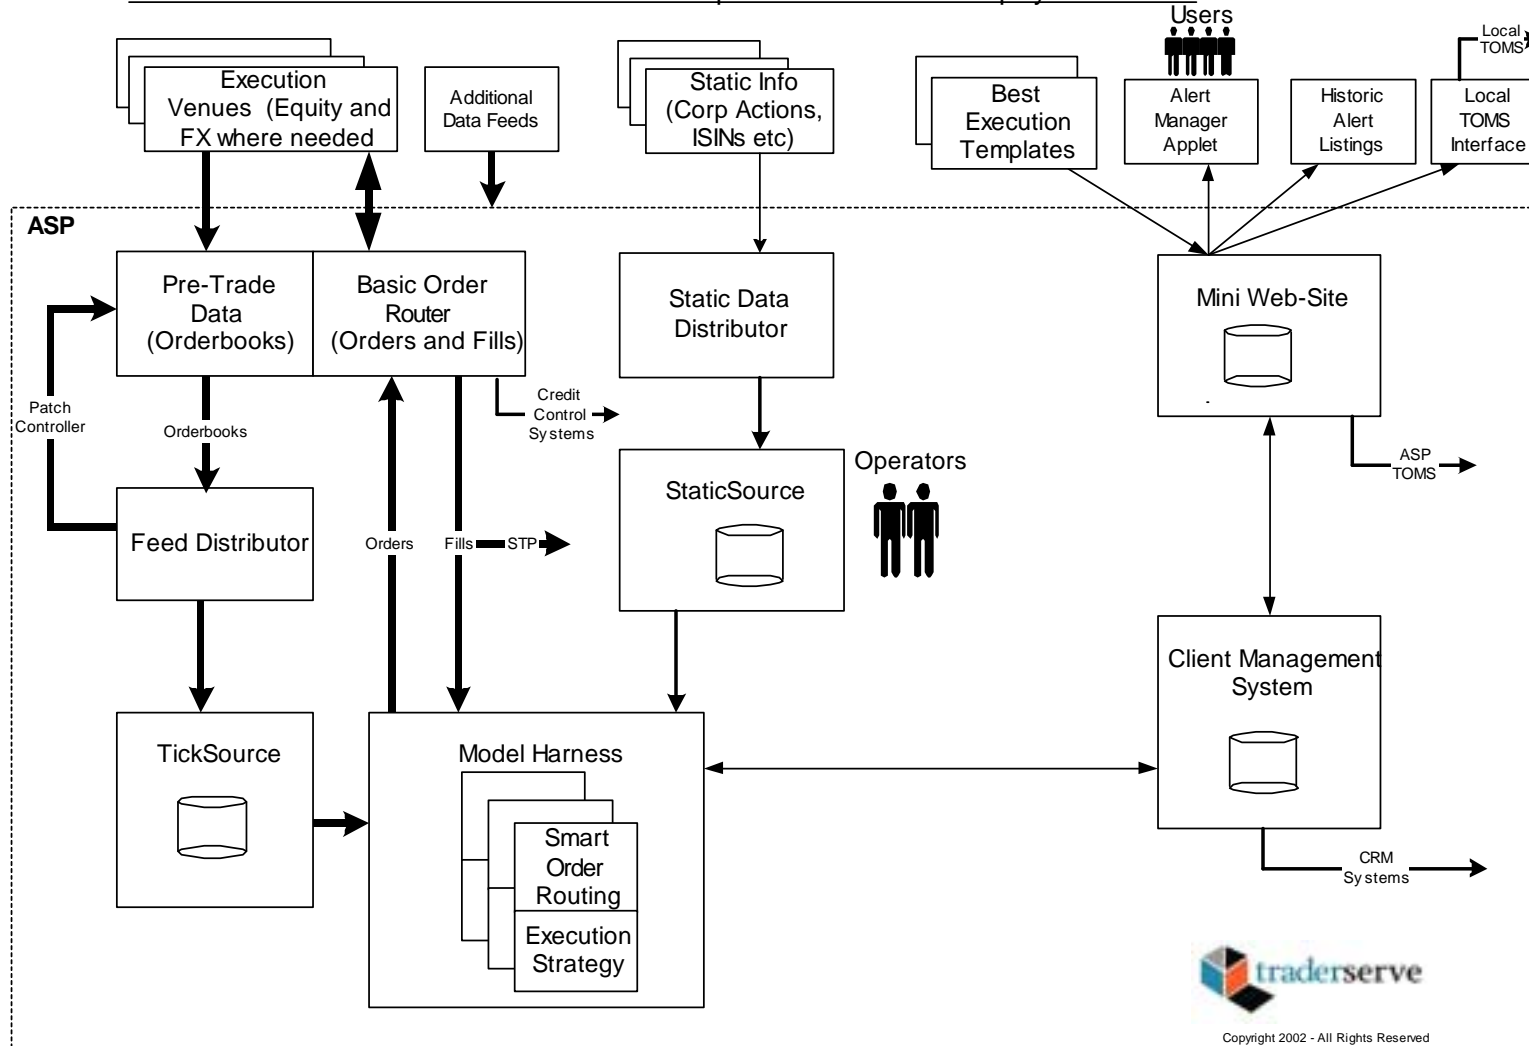 Users
Execution
Venues (Equity and
FX where needed
Additional
Data Feeds
Static Info
(Corp Actions,
ISINs etc)
Best
Execution
Templates
Alert
Manager
Applet
Historic
Alert
Listings
Local
TOMS
Interface
Local
TOMS
ASP
Pre-Trade
Data
(Orderbooks)
Basic Order
Router
(Orders and Fills)
Static Data
Distributor
Mini Web-Site
Patch
Controller
Orderbooks
Credit
Control
Systems
ASP
TOMS
Feed Distributor
Orders
Fills
STP
StaticSource
Operators
Client Management
System
TickSource
Model Harness
Smart
Order
Routing
Execution
Strategy
CRM
Systems
traderserve
Copyright 2002 - All Rights Reserved